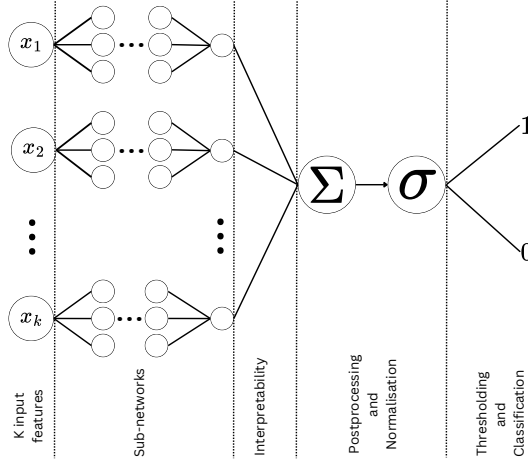 x1
x2
xk
Σ
σ
1
0
K input
features
Sub-networks
Interpretability
Postprocessing
and
Normalisation
Thresholding
and
Classification